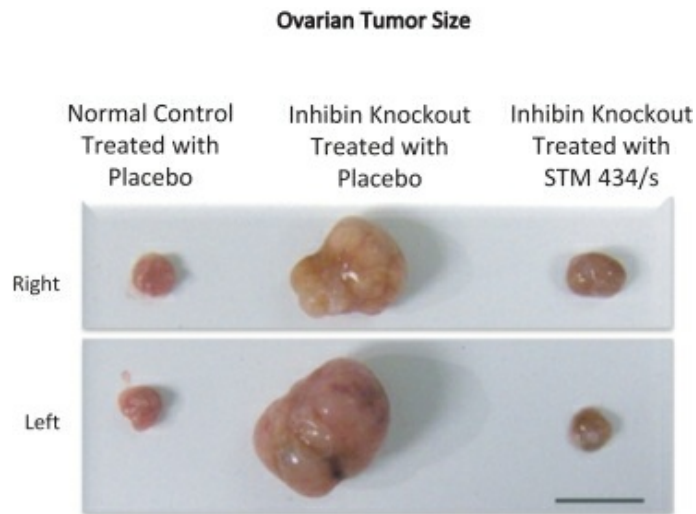 Ovarian Tumor Size
Normal Control
Treated with
Placebo
Inhibin Knockout
Treated with
Placebo
Inhibin Knockout
Treated with
STM 434/s
Right
Left